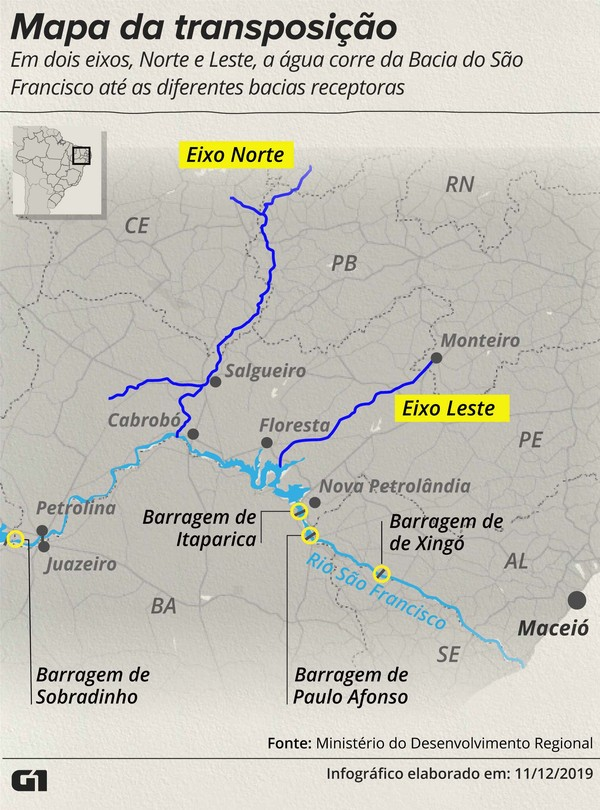 Mapa da transposição
Em dois eixos, Norte e Leste, a água corre da Bacia do São
Francisco até as diferentes bacias receptoras
Eixo Norte
RN
CE
PB
Monteiro
Salgueiro
Eixo Leste
Cabrobó
Floresta
PE
Nova Petrolândia
Petrolina
Barragem de
Itaparica
Barragem de
de Xingó
Juazeiro
Rio São Francisco
AL
BA
Maceió
SE
Barragem de
Sobradinho
Barragem de
Paulo Afonso
Fonte: Ministério do Desenvolvimento Regional
G1
Infográfico elaborado em: 11/12/2019